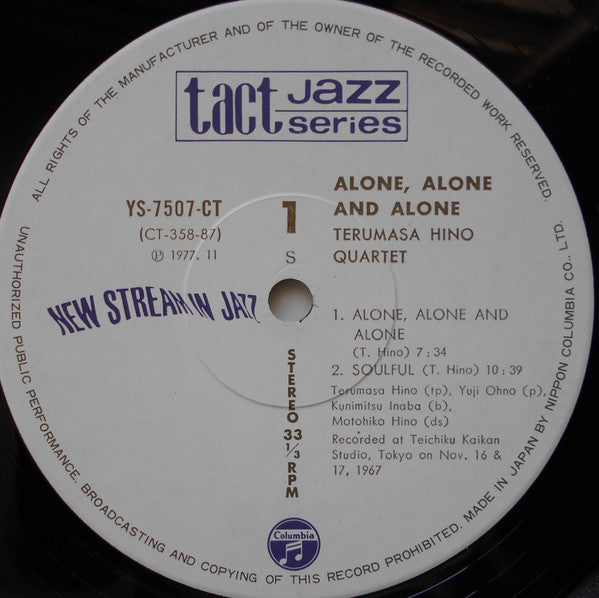 ALL RIGHTS OF THE MANUFACTURER AND OF THE OWNER OF THE RECORDED WORK RESERVED.
UNAUTHORIZED PUBLIC PERFORMANCE, BROADCASTING AND COPYING OF THIS RECORD PROHIBITED. MADE IN JAPAN BY NIPPON COLUMBIA CO., LTD.
tact JAZZ
series
YS-7507-CT
(CT-358-87)
Ⓟ 1977. 11
1
S
ALONE, ALONE
AND ALONE
TERUMASA HINO
QUARTET
NEW STREAM IN JAZZ
STEREO 33 1/3 RPM
1. ALONE, ALONE AND
ALONE
(T. Hino) 7:34
2. SOULFUL (T. Hino) 10:39
Terumasa Hino (tp), Yuji Ohno (p),
Kunimitsu Inaba (b),
Motohiko Hino (ds)
Recorded at Teichiku Kaikan
Studio, Tokyo on Nov. 16 &
17, 1967
Columbia